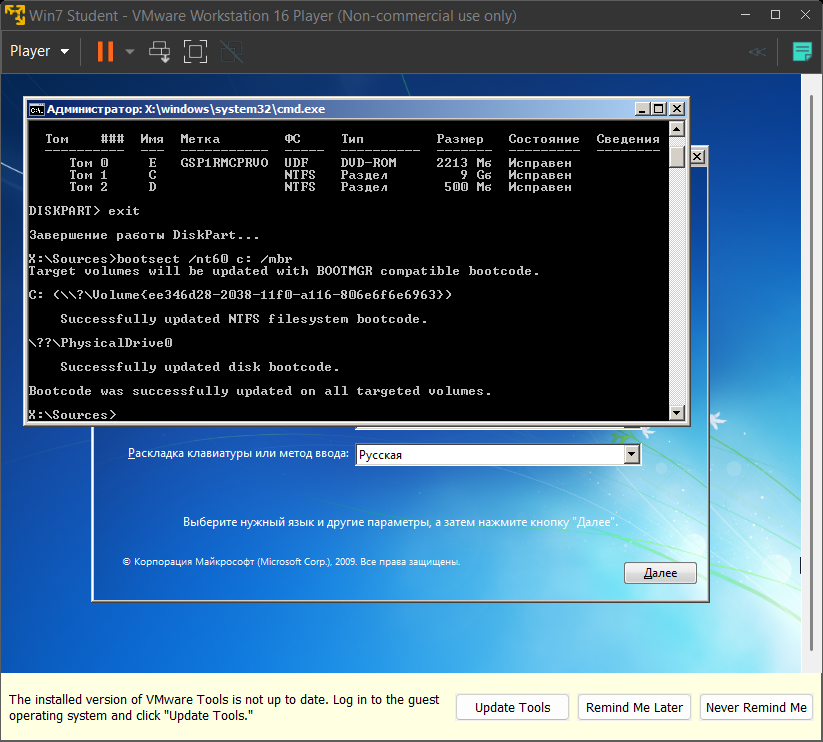 Win7 Student - VMware Workstation 16 Player (Non-commercial use only)
Player
Администратор: X:\windows\system32\cmd.exe
Том ### Имя Метка ФС Тип Размер Состояние Сведения
Том 0 E GSP1RMCPRVO UDF DVD-ROM 2213 Мб Исправен
Том 1 C NTFS Раздел 9 Gб Исправен
Том 2 D NTFS Раздел 500 Мб Исправен
DISKPART> exit
Завершение работы DiskPart...
X:\Sources>bootsect /nt60 c: /mbr
Target volumes will be updated with BOOTMGR compatible bootcode.
C: (\\?\Volume{ee346d28-2038-11f0-a116-806e6f6e6963})
Successfully updated NTFS filesystem bootcode.
\??\PhysicalDrive0
Successfully updated disk bootcode.
Bootcode was successfully updated on all targeted volumes.
X:\Sources>
Раскладка клавиатуры или метод ввода: Русская
Выберите нужный язык и другие параметры, а затем нажмите кнопку "Далее".
© Корпорация Майкрософт (Microsoft Corp.), 2009. Все права защищены.
Далее
The installed version of VMware Tools is not up to date. Log in to the guest
operating system and click "Update Tools."
Update Tools
Remind Me Later
Never Remind Me